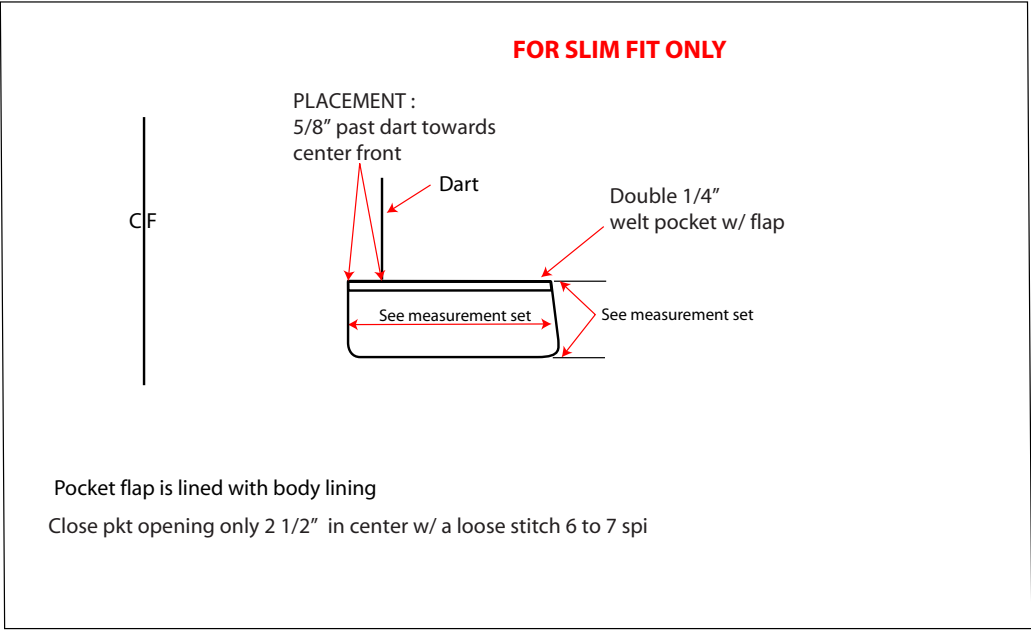 FOR SLIM FIT ONLY
PLACEMENT :
5/8” past dart towards
center front
Dart
Double 1/4”
welt pocket w/ flap
CF
See measurement set
See measurement set
Pocket flap is lined with body lining
Close pkt opening only 2 1/2” in center w/ a loose stitch 6 to 7 spi